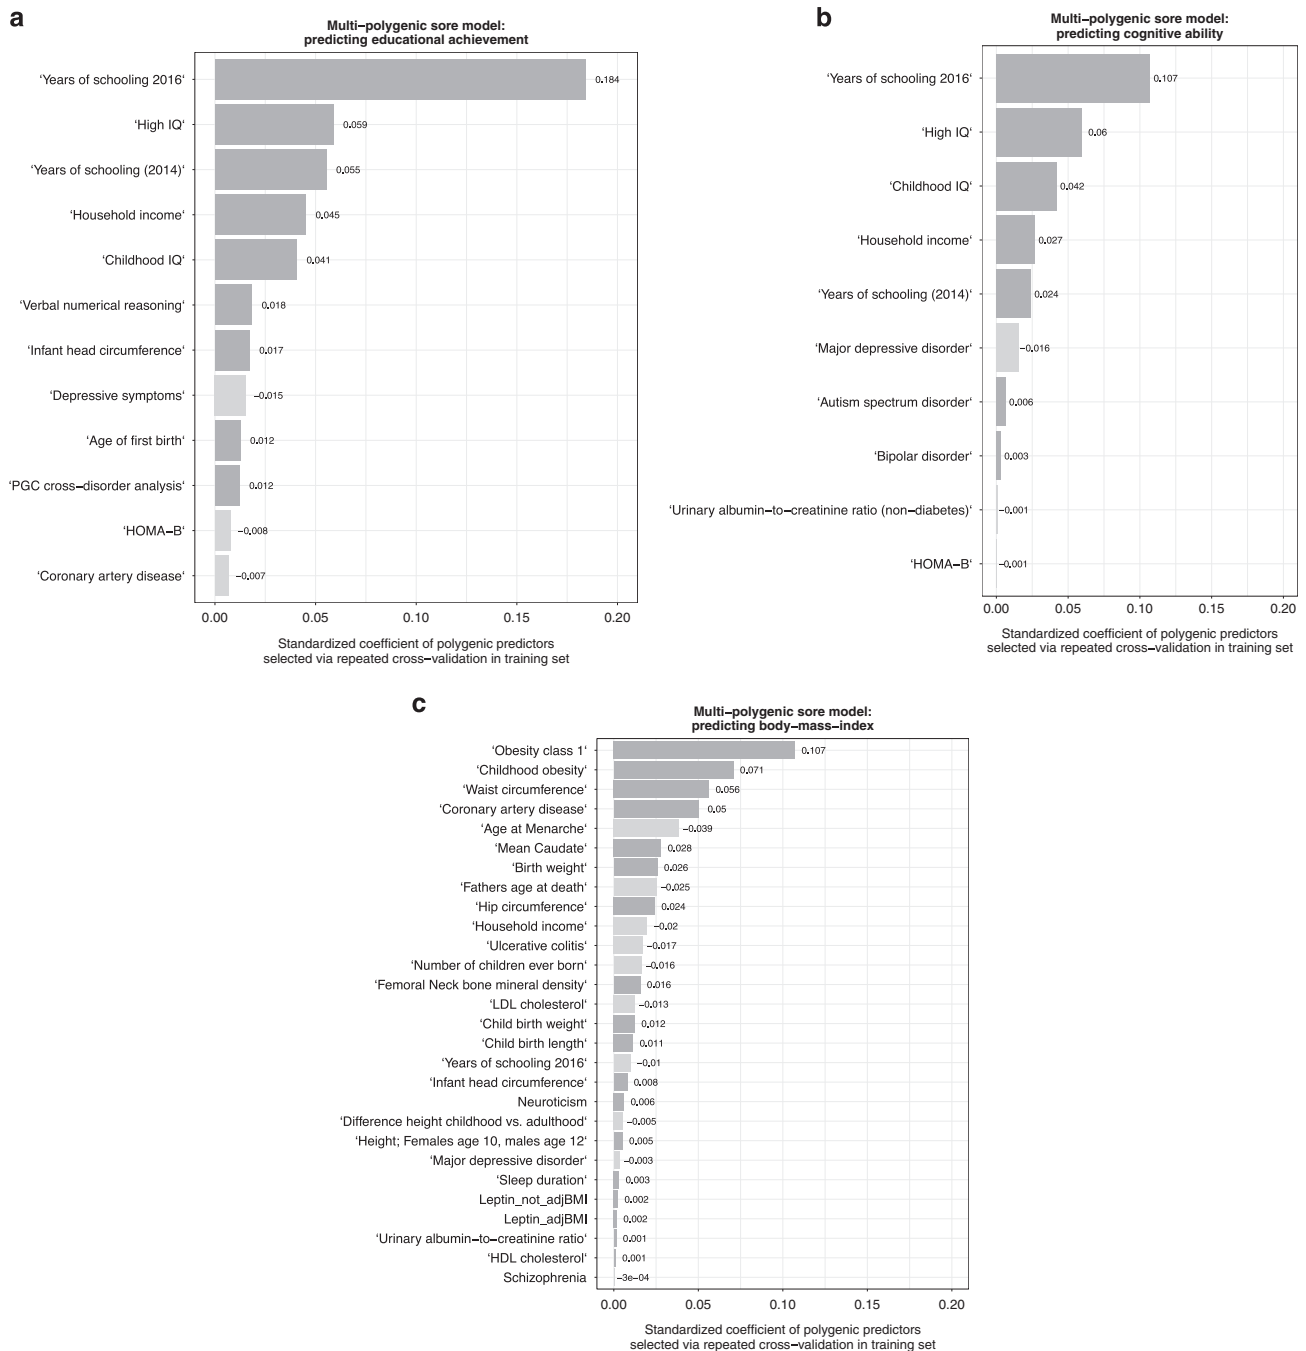 a
Multi−polygenic sore model:
predicting educational achievement
‘Years of schooling 2016‘ 0.184
‘High IQ‘ 0.059
‘Years of schooling (2014)‘ 0.055
‘Household income‘ 0.045
‘Childhood IQ‘ 0.041
‘Verbal numerical reasoning‘ 0.018
‘Infant head circumference‘ 0.017
‘Depressive symptoms‘ −0.015
‘Age of first birth‘ 0.012
‘PGC cross−disorder analysis‘ 0.012
‘HOMA−B‘ −0.008
‘Coronary artery disease‘ −0.007
0.00 0.05 0.10 0.15 0.20
Standardized coefficient of polygenic predictors
selected via repeated cross−validation in training set
b
Multi−polygenic sore model:
predicting cognitive ability
‘Years of schooling 2016‘ 0.107
‘High IQ‘ 0.06
‘Childhood IQ‘ 0.042
‘Household income‘ 0.027
‘Years of schooling (2014)‘ 0.024
‘Major depressive disorder‘ −0.016
‘Autism spectrum disorder‘ 0.006
‘Bipolar disorder‘ 0.003
‘Urinary albumin−to−creatinine ratio (non−diabetes)‘ −0.001
‘HOMA−B‘ −0.001
0.00 0.05 0.10 0.15 0.20
Standardized coefficient of polygenic predictors
selected via repeated cross−validation in training set
c
Multi−polygenic sore model:
predicting body−mass−index
‘Obesity class 1‘ 0.107
‘Childhood obesity‘ 0.071
‘Waist circumference‘ 0.056
‘Coronary artery disease‘ 0.05
‘Age at Menarche‘ −0.039
‘Mean Caudate‘ 0.028
‘Birth weight‘ 0.026
‘Fathers age at death‘ −0.025
‘Hip circumference‘ 0.024
‘Household income‘ −0.02
‘Ulcerative colitis‘ −0.017
‘Number of children ever born‘ −0.016
‘Femoral Neck bone mineral density‘ 0.016
‘LDL cholesterol‘ −0.013
‘Child birth weight‘ 0.012
‘Child birth length‘ 0.011
‘Years of schooling 2016‘ −0.01
‘Infant head circumference‘ 0.008
Neuroticism 0.006
‘Difference height childhood vs. adulthood‘ −0.005
‘Height; Females age 10, males age 12‘ 0.005
‘Major depressive disorder‘ −0.003
‘Sleep duration‘ 0.003
Leptin_not_adjBMI 0.002
Leptin_adjBMI 0.002
‘Urinary albumin−to−creatinine ratio‘ 0.001
‘HDL cholesterol‘ 0.001
Schizophrenia −3e−04
0.00 0.05 0.10 0.15 0.20
Standardized coefficient of polygenic predictors
selected via repeated cross−validation in training set